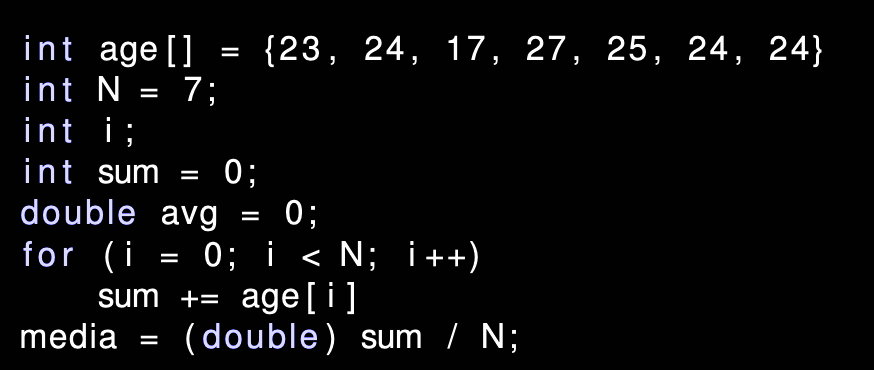 int age[] = {23, 24, 17, 27, 25, 24, 24}
int N = 7;
int i;
int sum = 0;
double avg = 0;
for (i = 0; i < N; i++)
    sum += age[i]
media = (double) sum / N;